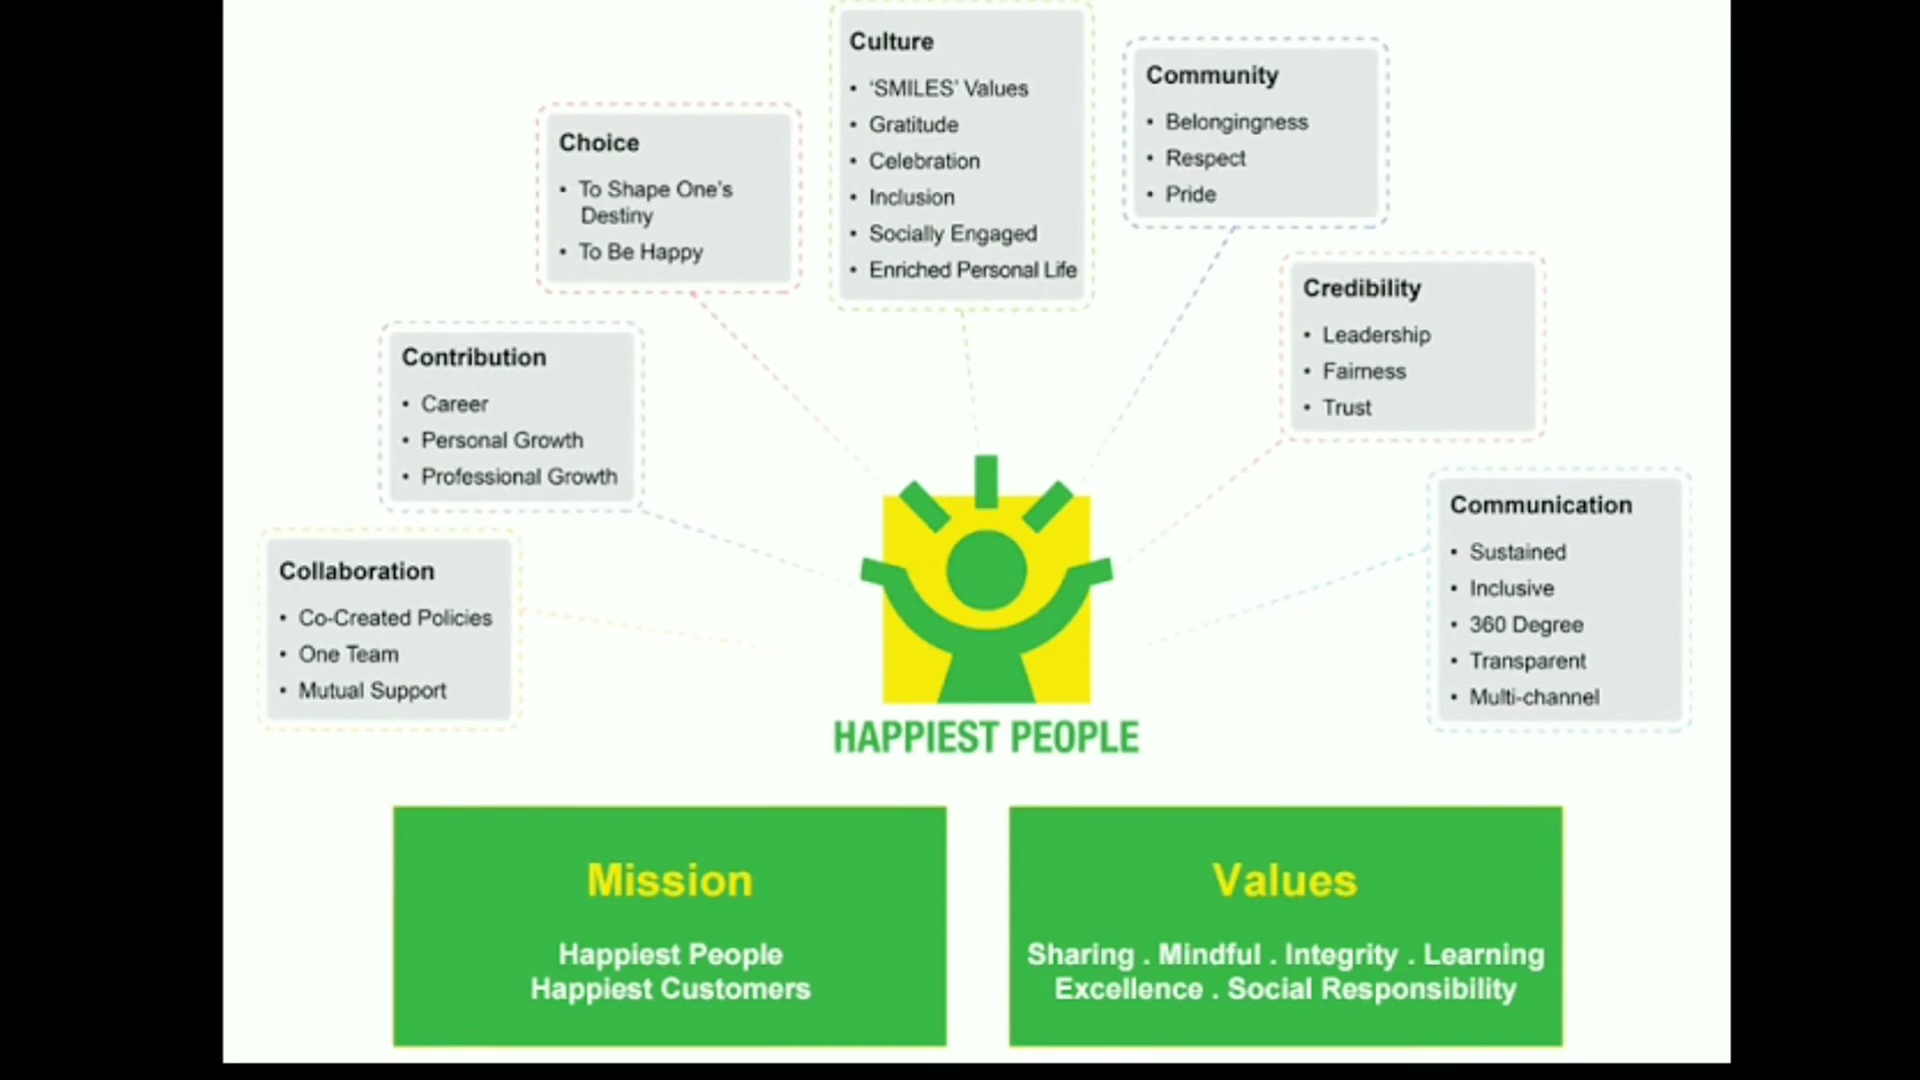 Culture
• ‘SMILES’ Values
• Gratitude
• Celebration
• Inclusion
• Socially Engaged
• Enriched Personal Life
Community
• Belongingness
• Respect
• Pride
Choice
• To Shape One’s
Destiny
• To Be Happy
Credibility
• Leadership
• Fairness
• Trust
Contribution
• Career
• Personal Growth
• Professional Growth
Communication
• Sustained
• Inclusive
• 360 Degree
• Transparent
• Multi-channel
Collaboration
• Co-Created Policies
• One Team
• Mutual Support
HAPPIEST PEOPLE
Mission
Happiest People
Happiest Customers
Values
Sharing . Mindful . Integrity . Learning
Excellence . Social Responsibility